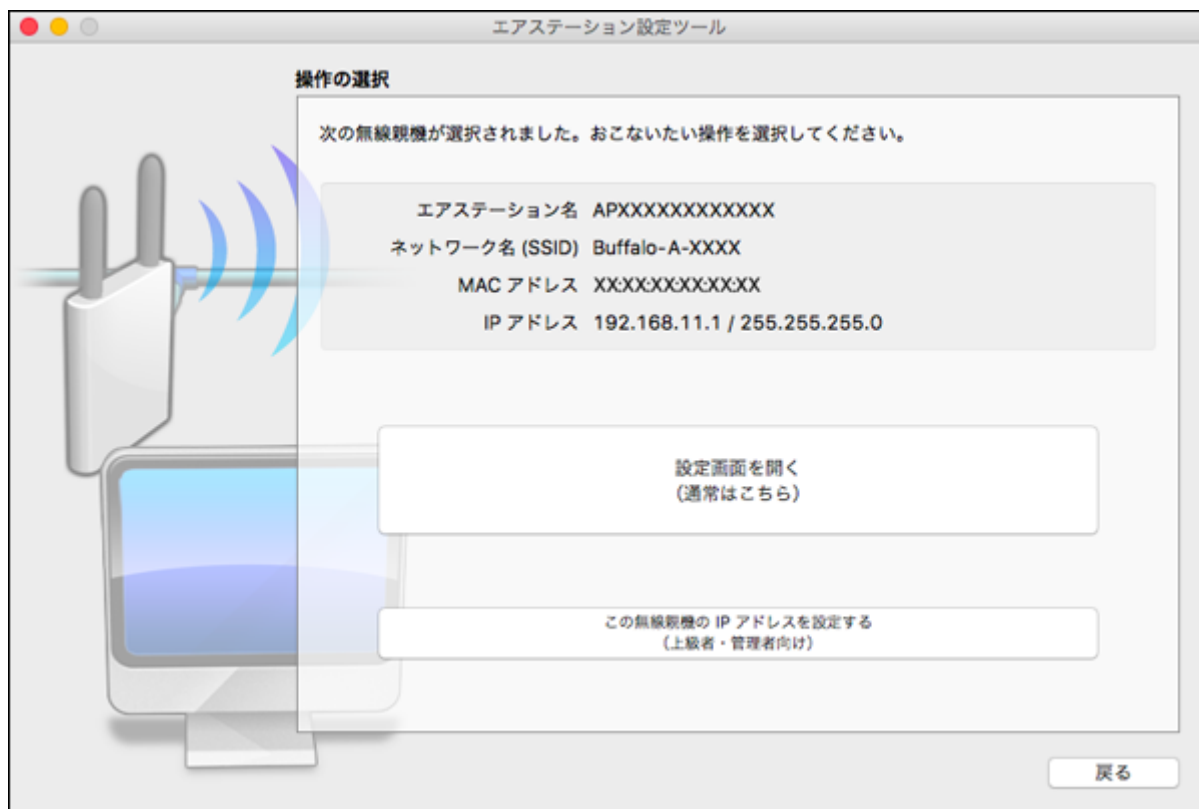 エアステーション設定ツール
操作の選択
次の無線親機が選択されました。おこないたい操作を選択してください。
エアステーション名 APXXXXXXXXXXXX
ネットワーク名 (SSID) Buffalo-A-XXXX
MAC アドレス XX:XX:XX:XX:XX:XX
IP アドレス 192.168.11.1 / 255.255.255.0
設定画面を開く
(通常はこちら)
この無線親機の IP アドレスを設定する
(上級者・管理者向け)
戻る